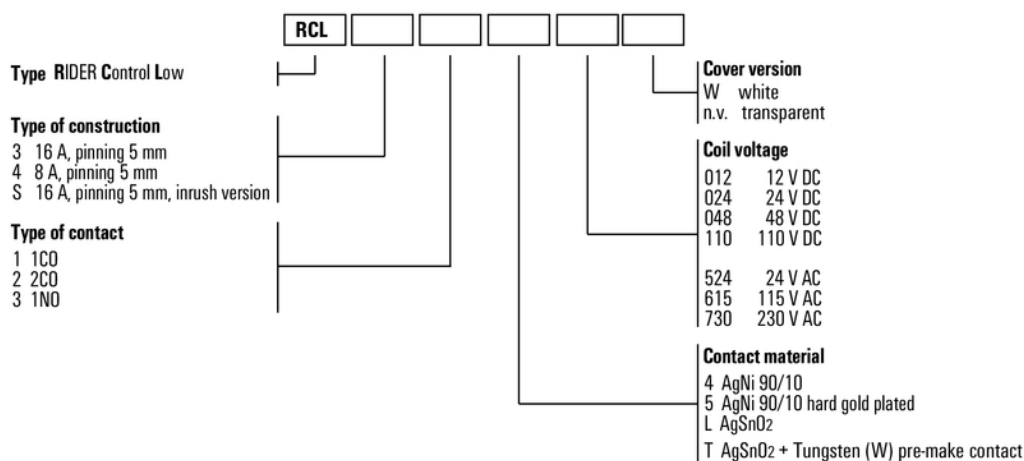 RCL
Type RIDER Control Low
Type of construction
3 16 A, pinning 5 mm
4 8 A, pinning 5 mm
S 16 A, pinning 5 mm, inrush version
Type of contact
1 1CO
2 2CO
3 1NO
Cover version
W white
n.v. transparent
Coil voltage
012 12 V DC
024 24 V DC
048 48 V DC
110 110 V DC
524 24 V AC
615 115 V AC
730 230 V AC
Contact material
4 AgNi 90/10
5 AgNi 90/10 hard gold plated
L AgSnO2
T AgSnO2 + Tungsten (W) pre-make contact